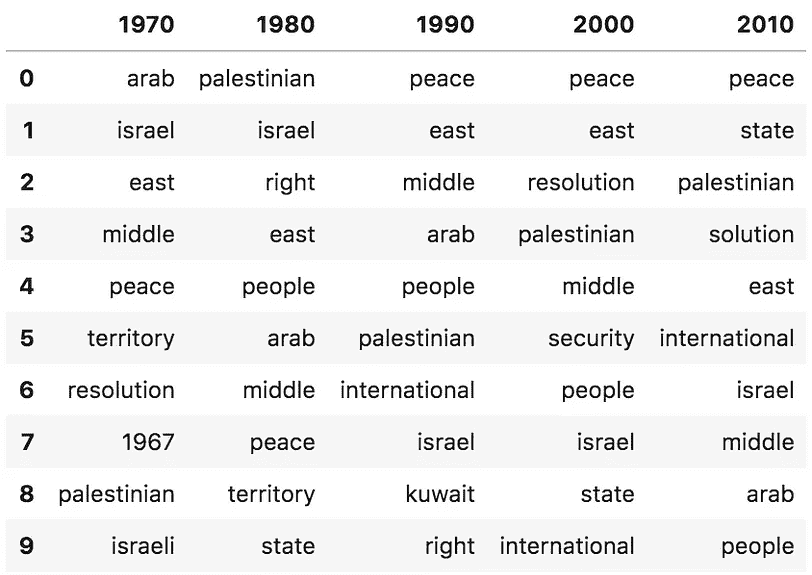 1970 1980 1990 2000 2010
0 arab palestinian peace peace peace
1 israel israel east east state
2 east right middle resolution palestinian
3 middle east arab palestinian solution
4 peace people people middle east
5 territory arab palestinian security international
6 resolution middle international people israel
7 1967 peace israel israel middle
8 palestinian territory kuwait state arab
9 israeli state right international people